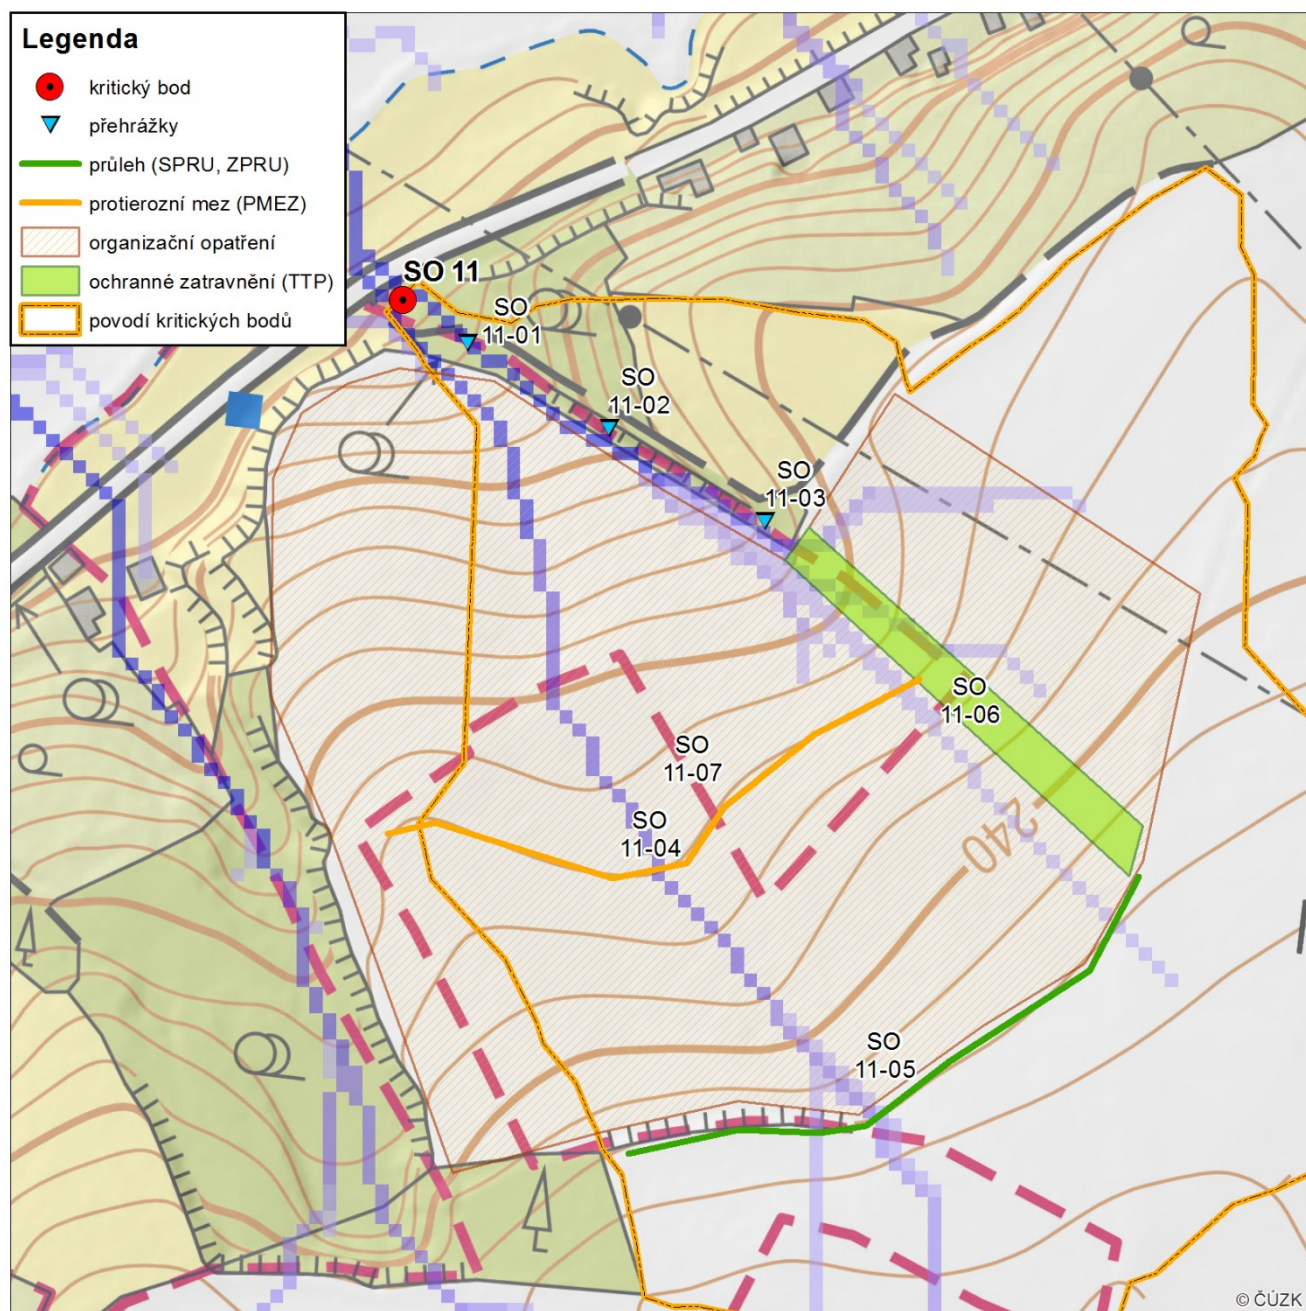 Legenda
kritický bod
přehrážky
průleh (SPRU, ZPRU)
protierozní mez (PMEZ)
organizační opatření
ochranné zatravnění (TTP)
povodí kritických bodů
SO 11
SO
11-01
SO
11-02
SO
11-03
SO
11-06
SO
11-07
SO
11-04
240
SO
11-05
© ČÚZK